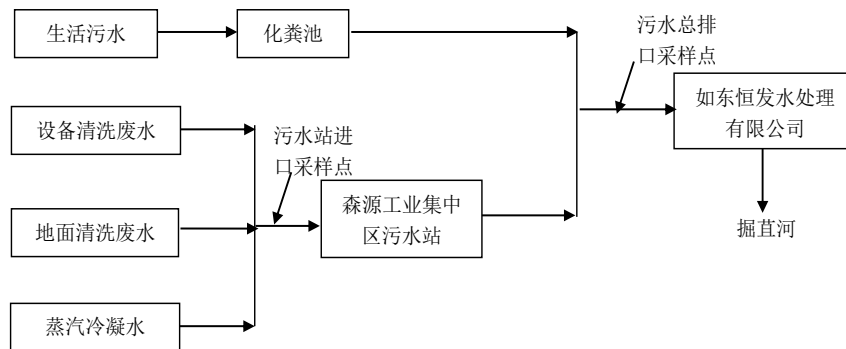 生活污水
化粪池
污水总排
口采样点
如东恒发水处理
有限公司
设备清洗废水
污水站进
口采样点
森源工业集中
区污水站
地面清洗废水
掘苴河
蒸汽冷凝水